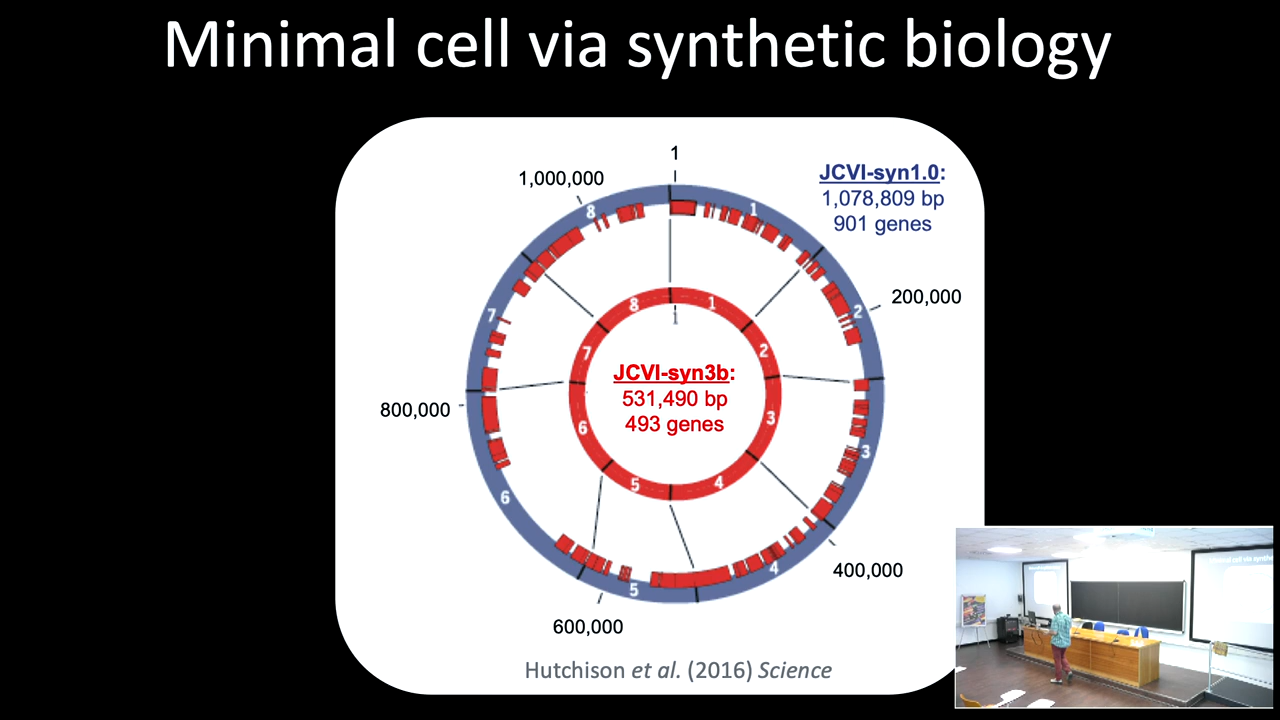 Minimal cell via synthetic biology
1
1,000,000
JCVI-syn1.0:
1,078,809 bp
901 genes
8
1
200,000
2
7
8
1
1
7
2
JCVI-syn3b:
531,490 bp
493 genes
800,000
6
3
3
5
4
6
400,000
4
5
600,000
Hutchison et al. (2016) Science